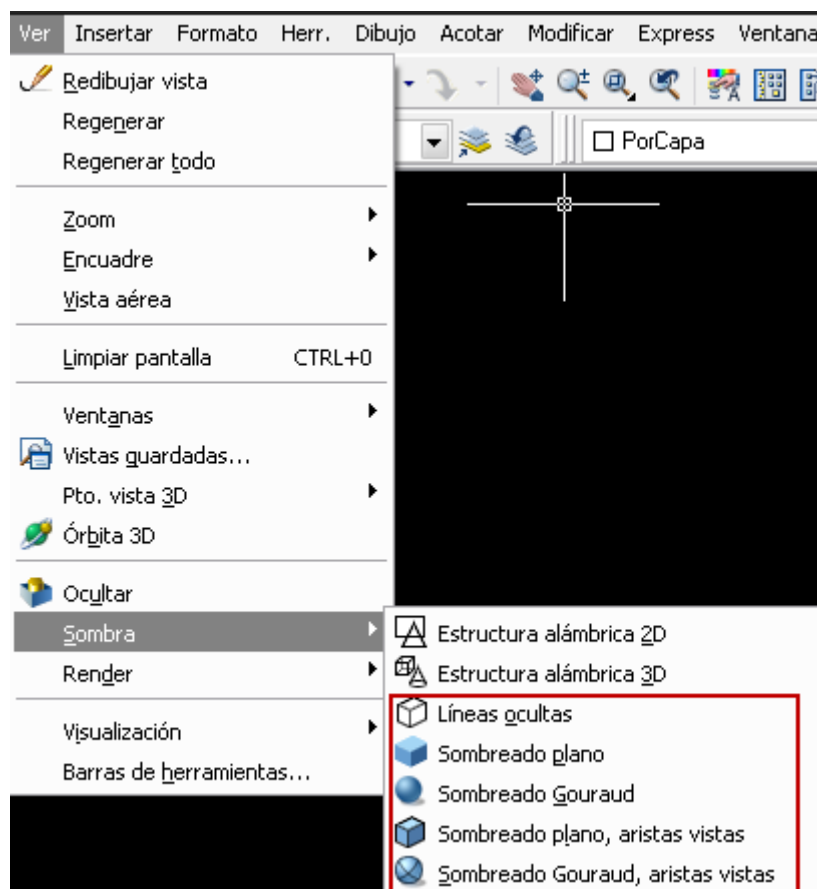 Ver Insertar Formato Herr. Dibujo Acotar Modificar Express Ventana
Redibujar vista
Regenerar
Regenerar todo
PorCapa
Zoom
Encuadre
Vista aérea
Limpiar pantalla CTRL+0
Ventanas
Vistas guardadas...
Pto. vista 3D
Órbita 3D
Ocultar
Sombra
Render
Visualización
Barras de herramientas...
Estructura alámbrica 2D
Estructura alámbrica 3D
Líneas ocultas
Sombreado plano
Sombreado Gouraud
Sombreado plano, aristas vistas
Sombreado Gouraud, aristas vistas